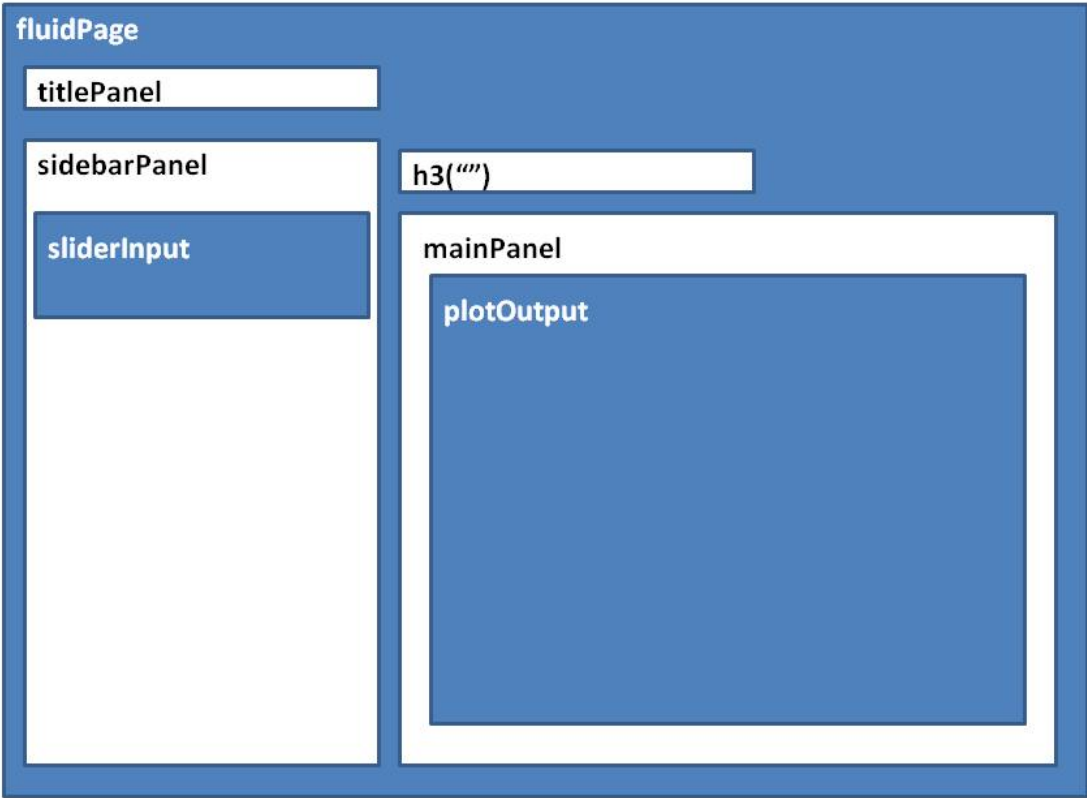 fluidPage
titlePanel
sidebarPanel
sliderInput
h3(“”)
mainPanel
plotOutput